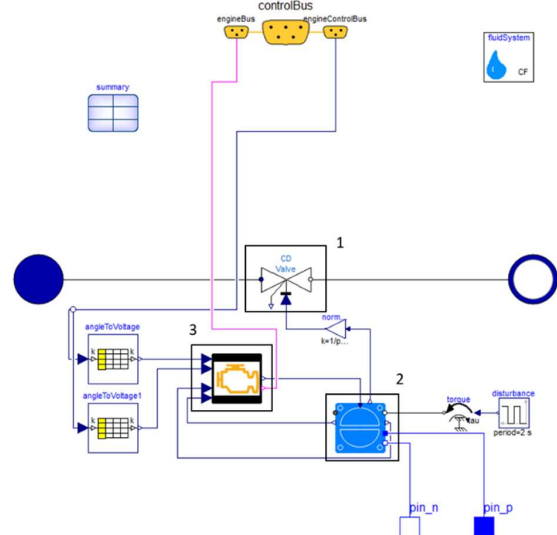 controlBus
engineBus
engineControlBus
fluidSystem
CF
summary
1
CD
Valve
norm...
k=1/p...
angleToVoltage
k
k
3
2
angleToVoltage1
k
k
torque
tau
disturbance
period=2 s
pin_n
pin_p